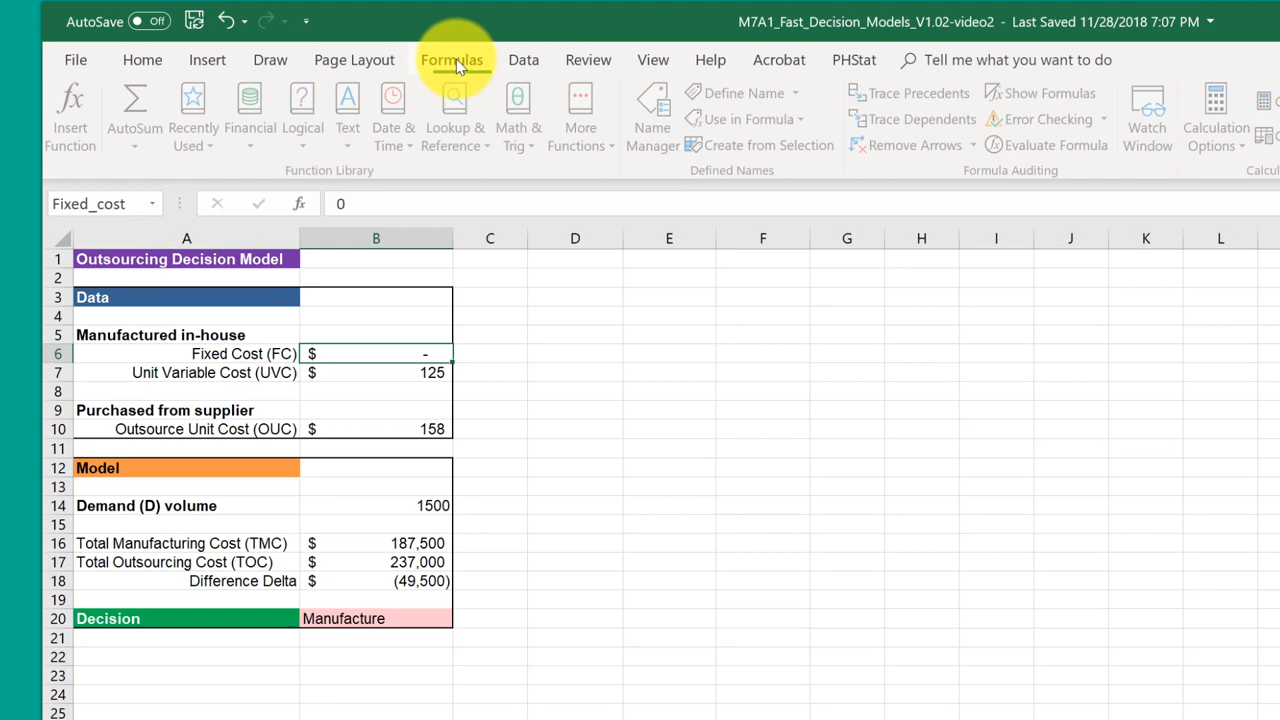 AutoSave Off M7A1_Fast_Decision_Models_V1.02-video2 - Last Saved 11/28/2018 7:07 PM
File Home Insert Draw Page Layout Formulas Data Review View Help Acrobat PHStat Tell me what you want to do
fx Σ ? A θ
Insert Function
AutoSum
Recently Used
Financial
Logical
Text
Date & Time
Lookup & Reference
Math & Trig
More Functions
Function Library
Name Manager
Define Name
Use in Formula
Create from Selection
Defined Names
Trace Precedents
Trace Dependents
Remove Arrows
Show Formulas
Error Checking
Evaluate Formula
Formula Auditing
Watch Window
Calculation Options
Fixed_cost fx 0
A B C D E F G H I J K L
1 Outsourcing Decision Model
2
3 Data
4
5 Manufactured in-house
6 Fixed Cost (FC) $ -
7 Unit Variable Cost (UVC) $ 125
8
9 Purchased from supplier
10 Outsource Unit Cost (OUC) $ 158
11
12 Model
13
14 Demand (D) volume 1500
15
16 Total Manufacturing Cost (TMC) $ 187,500
17 Total Outsourcing Cost (TOC) $ 237,000
18 Difference Delta $ (49,500)
19
20 Decision Manufacture
21
22
23
24
25